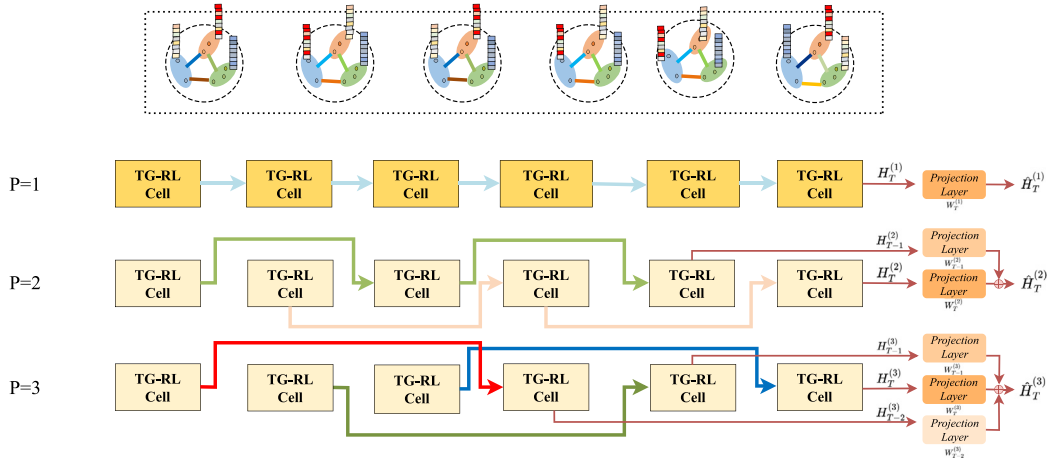 P=1
TG-RL Cell TG-RL Cell TG-RL Cell TG-RL Cell TG-RL Cell TG-RL Cell
H_T^{(1)}
Projection Layer
W_T^{(1)}
Ĥ_T^{(1)}
P=2
TG-RL Cell TG-RL Cell TG-RL Cell TG-RL Cell TG-RL Cell TG-RL Cell
H_{T-1}^{(2)}
Projection Layer
W_{T-1}^{(2)}
H_T^{(2)}
Projection Layer
W_T^{(2)}
Ĥ_T^{(2)}
P=3
TG-RL Cell TG-RL Cell TG-RL Cell TG-RL Cell TG-RL Cell TG-RL Cell
H_{T-1}^{(3)}
Projection Layer
W_{T-1}^{(3)}
H_T^{(3)}
Projection Layer
W_T^{(3)}
Ĥ_T^{(3)}
H_{T-2}^{(3)}
Projection Layer
W_{T-2}^{(3)}